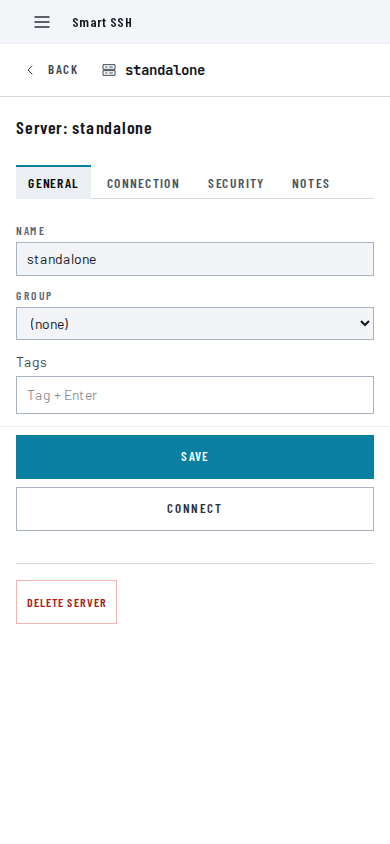 Smart SSH
BACK
standalone
Server: standalone
GENERAL
CONNECTION
SECURITY
NOTES
NAME
standalone
GROUP
(none)
Tags
Tag + Enter
SAVE
CONNECT
DELETE SERVER